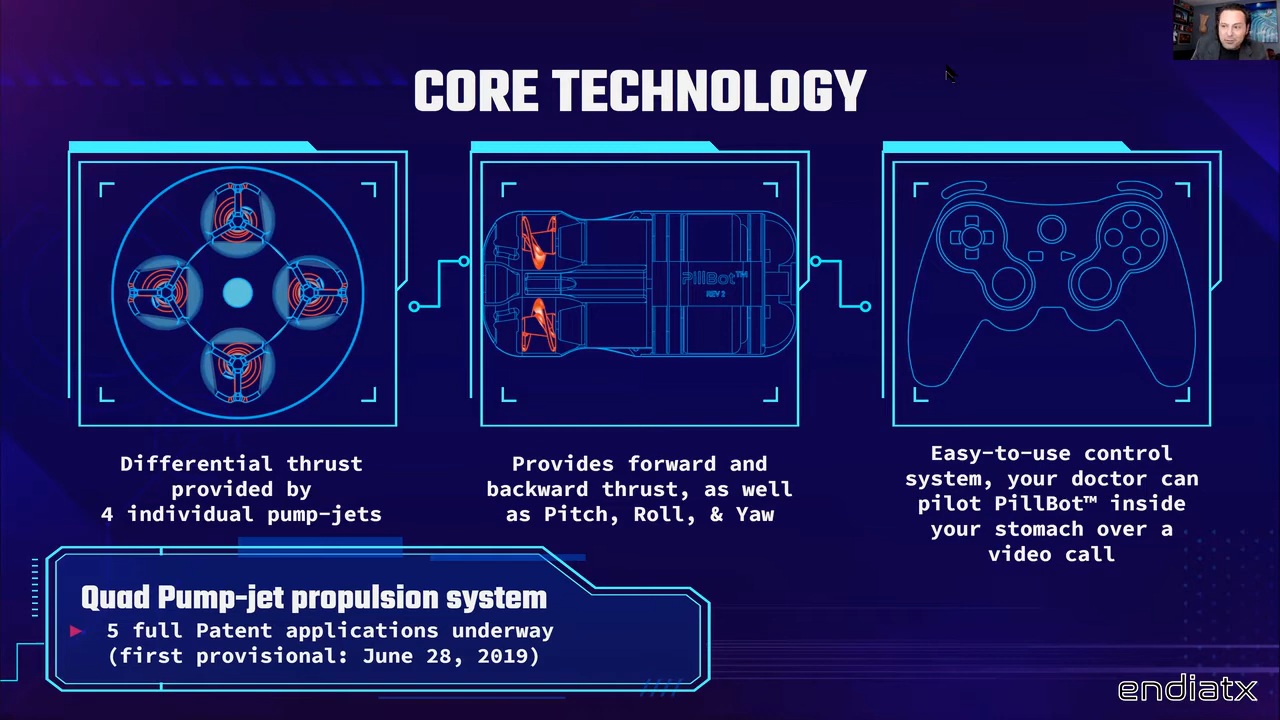 CORE TECHNOLOGY
PillBot™
REV 2
Differential thrust
provided by
4 individual pump-jets
Provides forward and
backward thrust, as well
as Pitch, Roll, & Yaw
Easy-to-use control
system, your doctor can
pilot PillBot™ inside
your stomach over a
video call
Quad Pump-jet propulsion system
5 full Patent applications underway
(first provisional: June 28, 2019)
endiatx